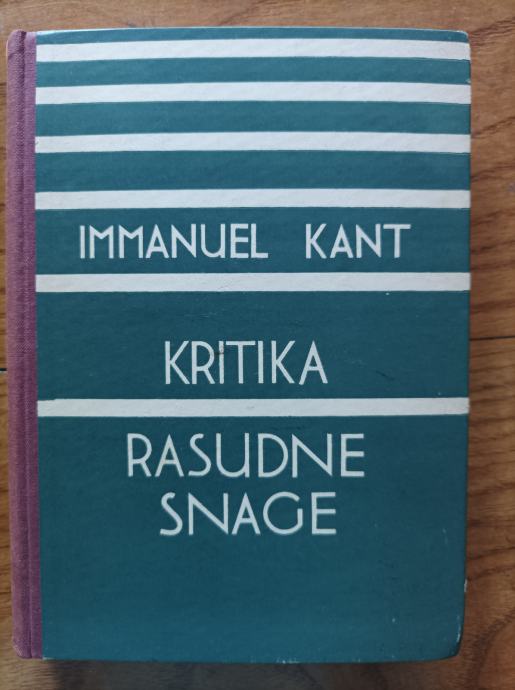 IMMANUEL KANT
KRITIKA
RASUDNE
SNAGE